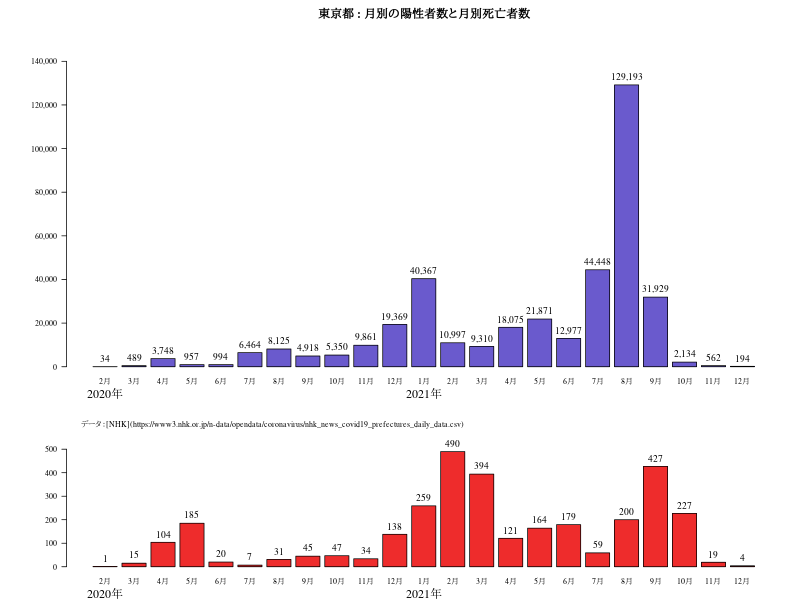 東京都 : 月別の陽性者数と月別死亡者数
140,000
120,000
100,000
80,000
60,000
40,000
20,000
0
34 489 3,748 957 994 6,464 8,125 4,918 5,350 9,861 19,369 40,367 10,997 9,310 18,075 21,871 12,977 44,448 129,193 31,929 2,134 562 194
2月 3月 4月 5月 6月 7月 8月 9月 10月 11月 12月 1月 2月 3月 4月 5月 6月 7月 8月 9月 10月 11月 12月
2020年 2021年
データ : [NHK](https://www3.nhk.or.jp/n-data/opendata/coronavirus/nhk_news_covid19_prefectures_daily_data.csv)
500
400
300
200
100
0
1 15 104 185 20 7 31 45 47 34 138 259 490 394 121 164 179 59 200 427 227 19 4
2月 3月 4月 5月 6月 7月 8月 9月 10月 11月 12月 1月 2月 3月 4月 5月 6月 7月 8月 9月 10月 11月 12月
2020年 2021年